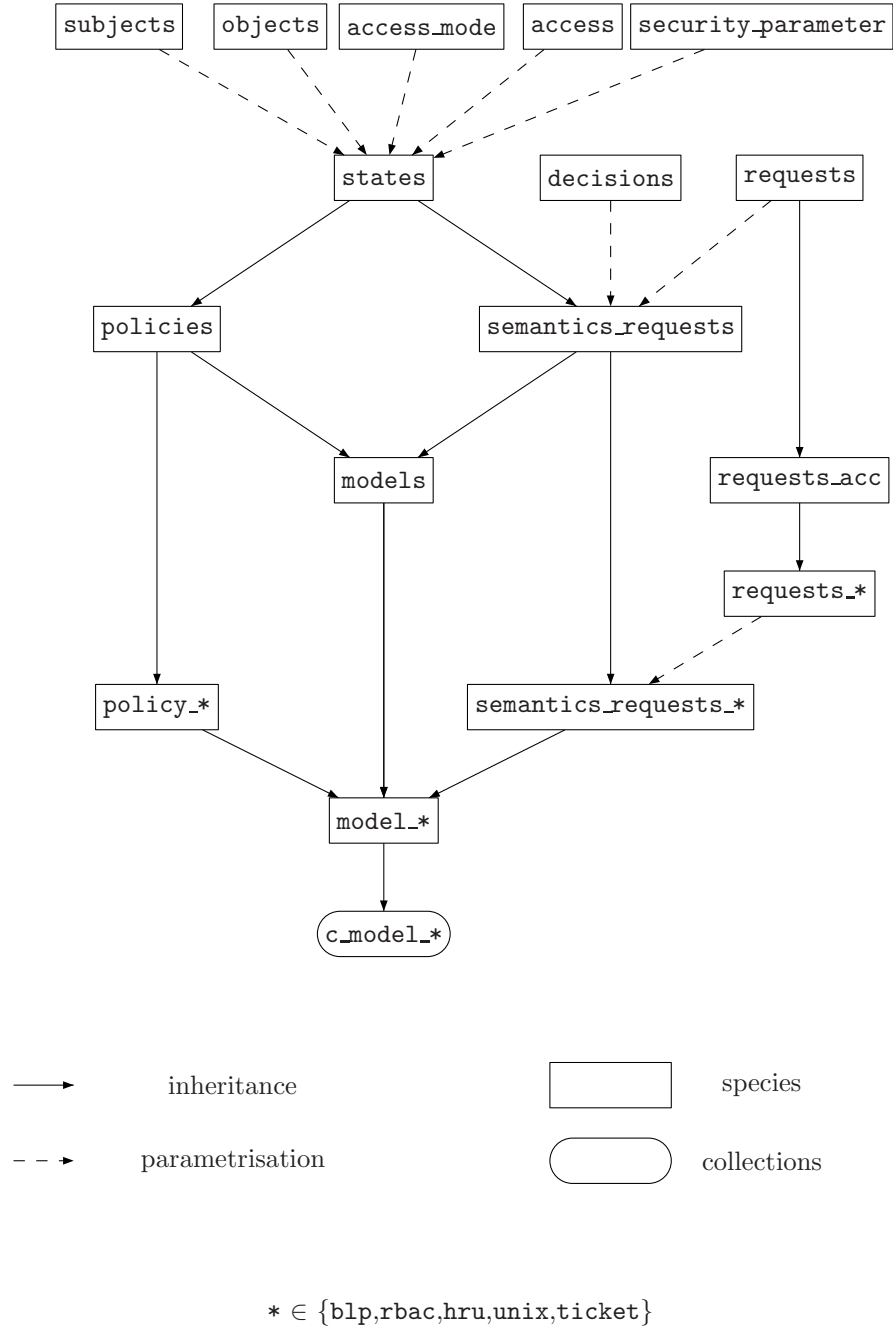 subjects objects access_mode access security_parameter
states decisions requests
policies semantics_requests
models requests_acc
requests_*
policy_* semantics_requests_*
model_*
c_model_*
inheritance species
parametrisation collections
* ∈ {blp,rbac,hru,unix,ticket}